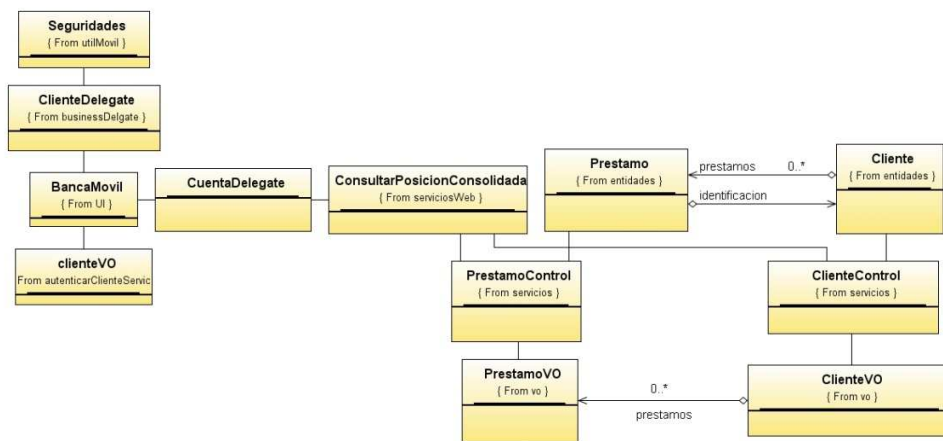 Seguridades
{ From utilMovil }
ClienteDelegate
{ From businessDelgate }
BancaMovil
{ From UI }
CuentaDelegate
ConsultarPosicionConsolidada
{ From serviciosWeb }
Prestamo
{ From entidades }
prestamos 0..*
identificacion
Cliente
{ From entidades }
clienteVO
From autenticarClienteServic
PrestamoControl
{ From servicios }
ClienteControl
{ From servicios }
PrestamoVO
{ From vo }
0..*
prestamos
ClienteVO
{ From vo }